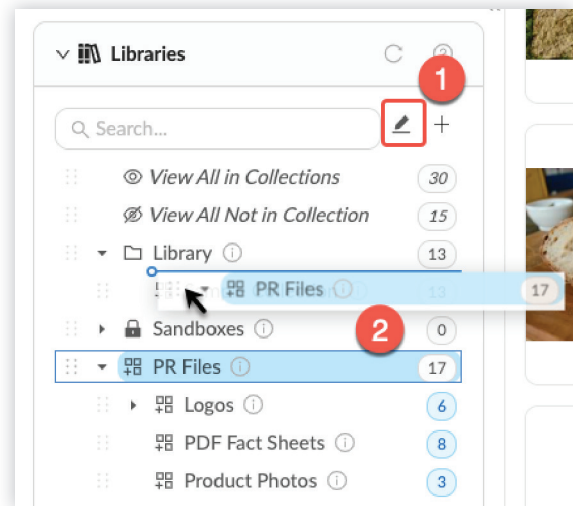 Libraries
1
Search...
View All in Collections 30
View All Not in Collection 15
Library 13
PR Files 17
13
Sandboxes 2 0
PR Files 17
Logos 6
PDF Fact Sheets 8
Product Photos 3